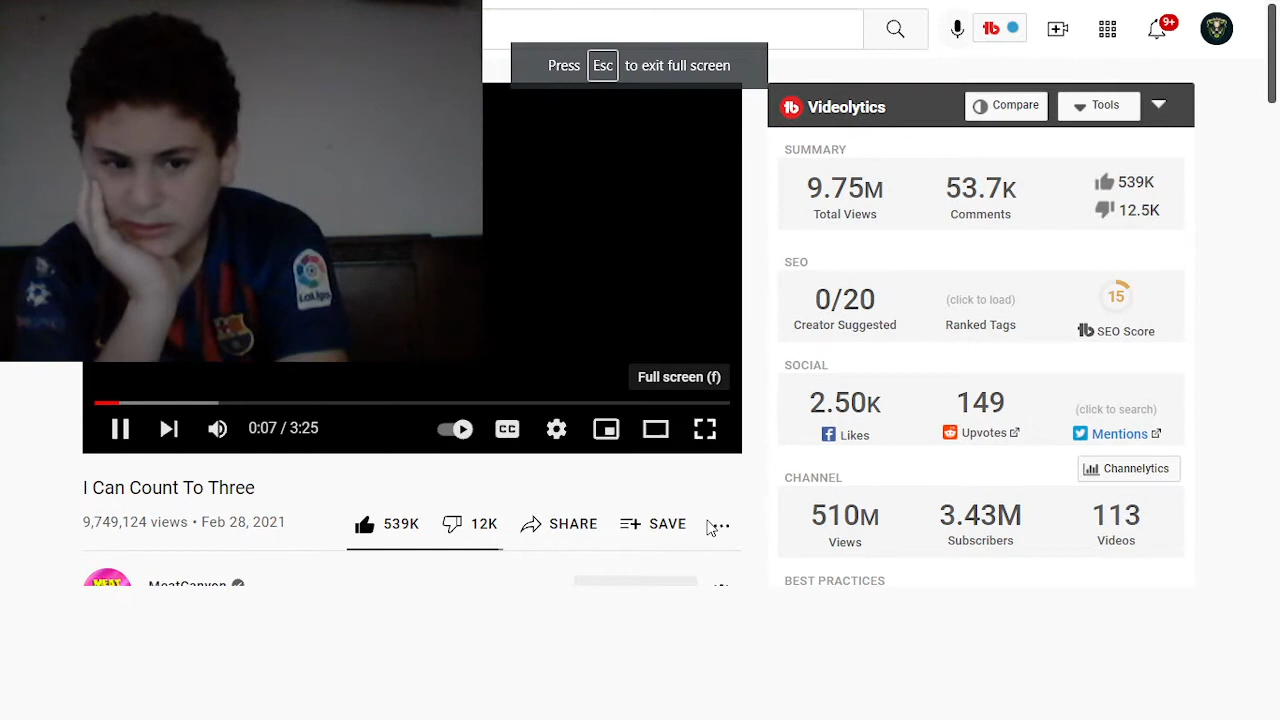 9+
Press Esc to exit full screen
Videolytics
Compare
Tools
SUMMARY
9.75M
Total Views
53.7K
Comments
539K
12.5K
SEO
0/20
Creator Suggested
(click to load)
Ranked Tags
15
SEO Score
SOCIAL
2.50K
Likes
149
Upvotes
(click to search)
Mentions
Channelytics
CHANNEL
510M
Views
3.43M
Subscribers
113
Videos
BEST PRACTICES
LaLiga
Full screen (f)
0:07 / 3:25
CC
I Can Count To Three
9,749,124 views • Feb 28, 2021
539K
12K
SHARE
SAVE
MEAT
MeatCanyon